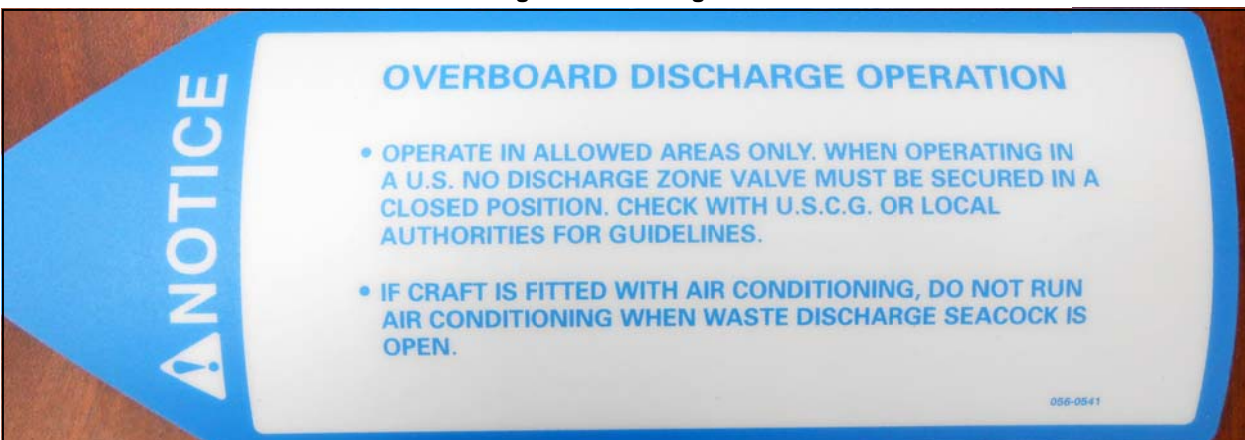 NOTICE
OVERBOARD DISCHARGE OPERATION
• OPERATE IN ALLOWED AREAS ONLY. WHEN OPERATING IN
A U.S. NO DISCHARGE ZONE VALVE MUST BE SECURED IN A
CLOSED POSITION. CHECK WITH U.S.C.G. OR LOCAL
AUTHORITIES FOR GUIDELINES.
• IF CRAFT IS FITTED WITH AIR CONDITIONING, DO NOT RUN
AIR CONDITIONING WHEN WASTE DISCHARGE SEACOCK IS
OPEN.
056-0541